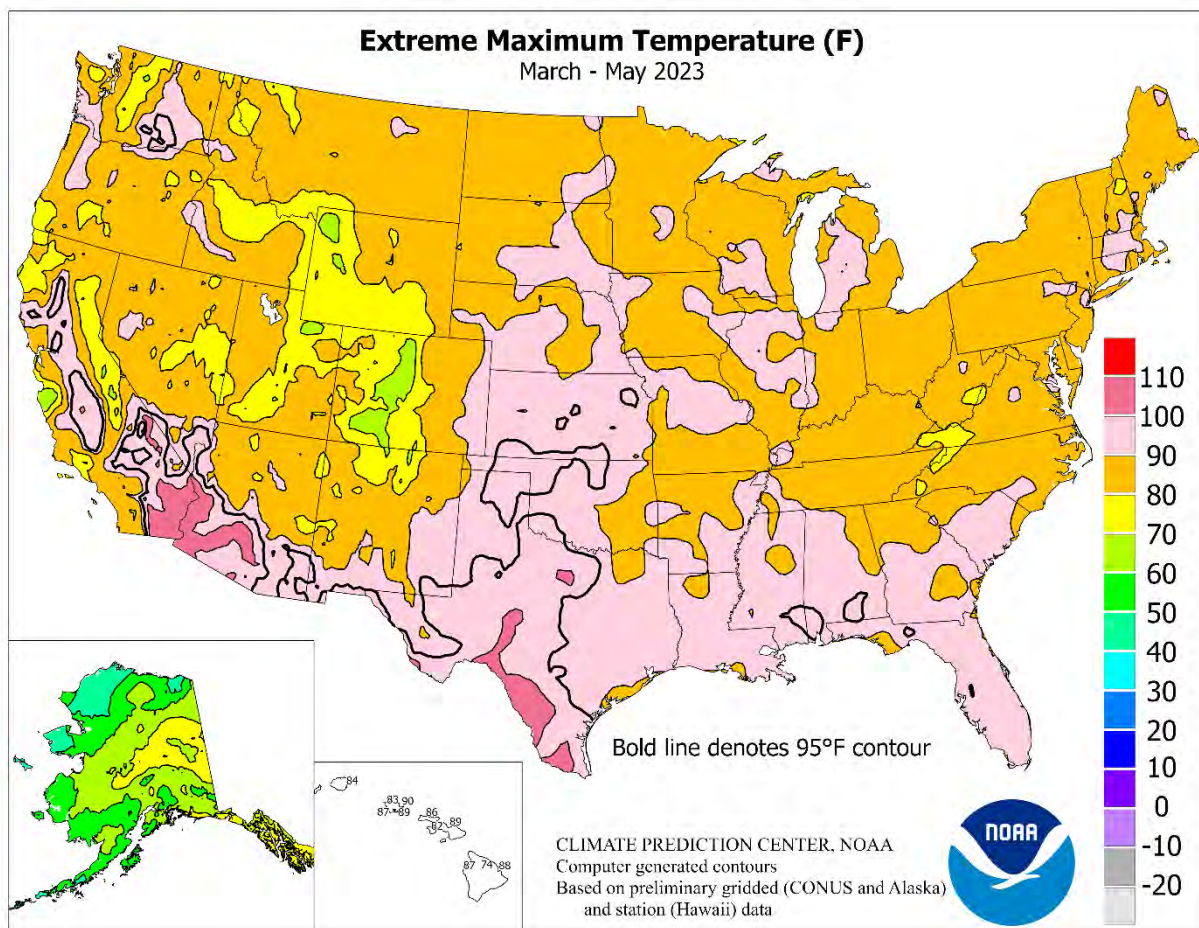 Extreme Maximum Temperature (F)
March - May 2023
110
100
90
80
70
60
50
40
30
20
10
0
-10
-20
Bold line denotes 95°F contour
84
83 90
87 89
86
82 89
87 74 88
CLIMATE PREDICTION CENTER, NOAA
Computer generated contours
Based on preliminary gridded (CONUS and Alaska)
and station (Hawaii) data
NOAA